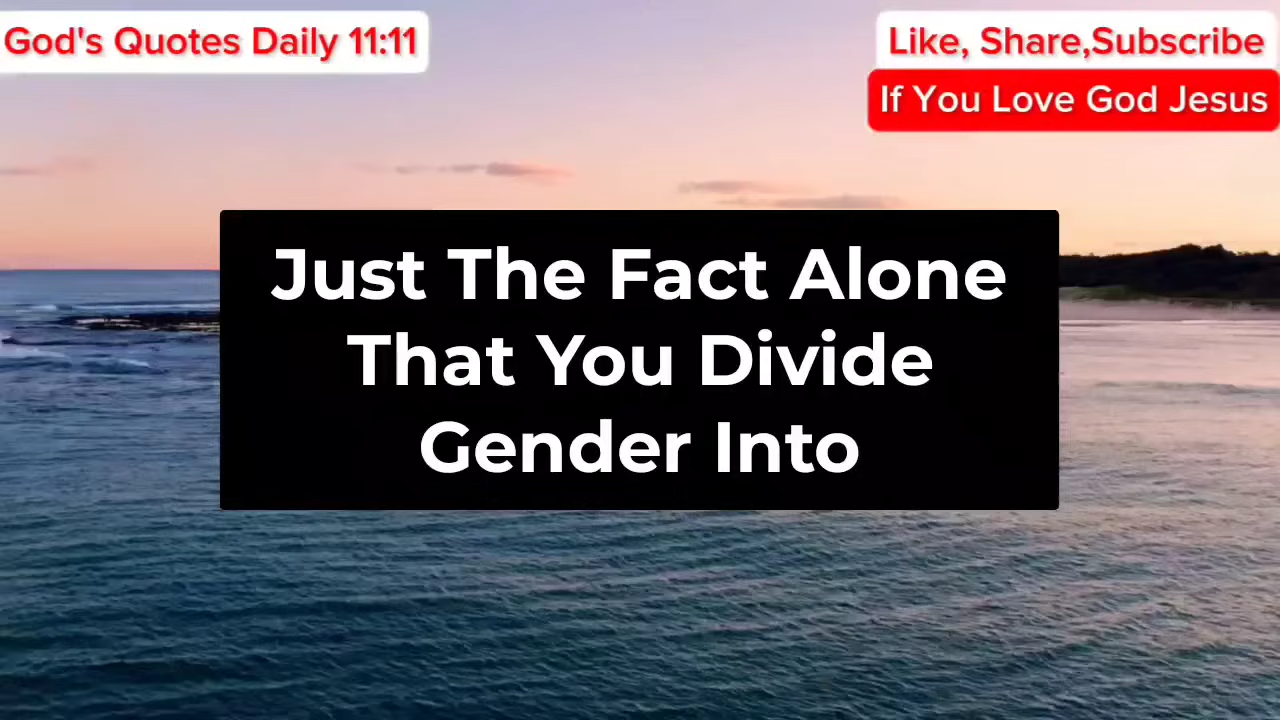 God's Quotes Daily 11:11
Like, Share,Subscribe
If You Love God Jesus
Just The Fact Alone
That You Divide
Gender Into